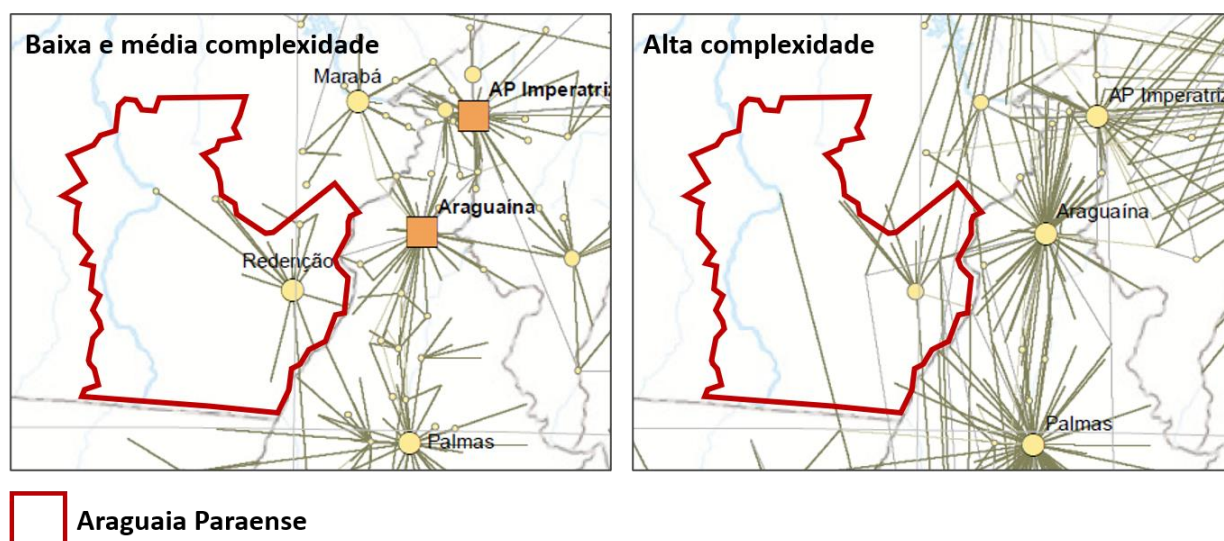 Baixa e média complexidade
Marabá
AP Imperatriz
Araguaína
Redenção
Palmas
Alta complexidade
AP Imperatriz
Araguaína
Palmas
Araguaia Paraense